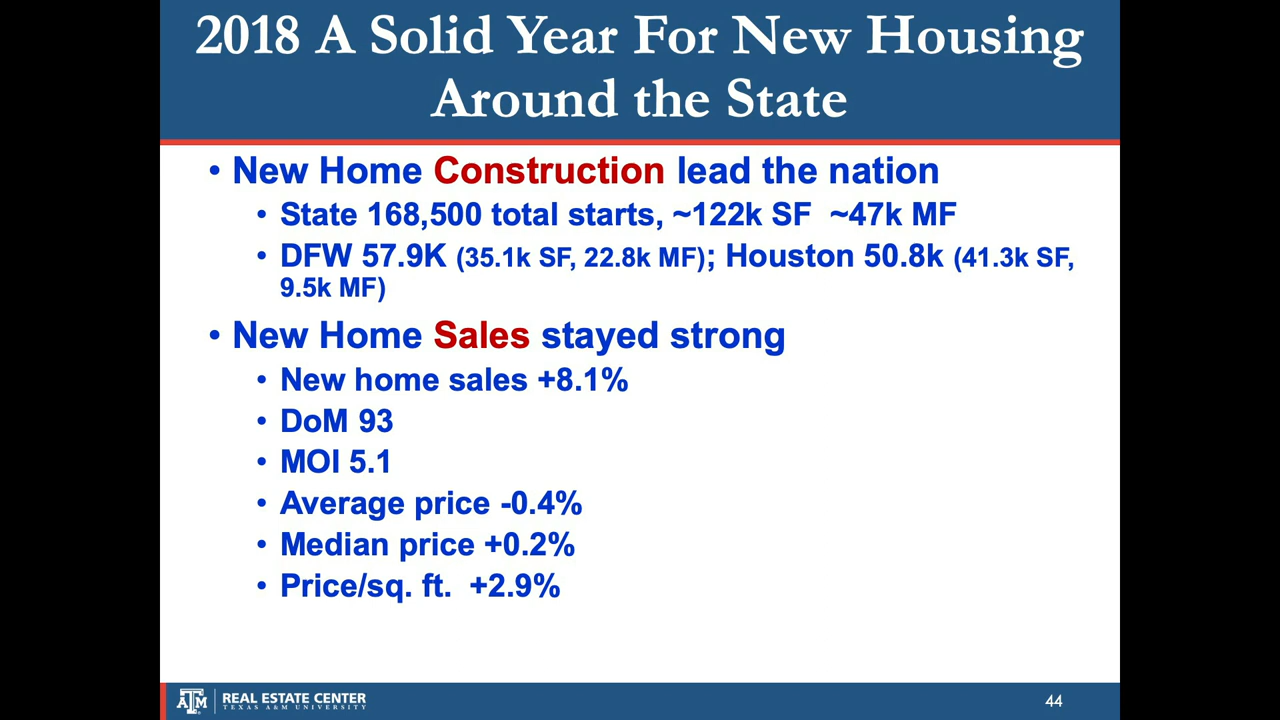 2018 A Solid Year For New Housing
Around the State
• New Home Construction lead the nation
• State 168,500 total starts, ~122k SF ~47k MF
• DFW 57.9K (35.1k SF, 22.8k MF); Houston 50.8k (41.3k SF,
9.5k MF)
• New Home Sales stayed strong
• New home sales +8.1%
• DoM 93
• MOI 5.1
• Average price -0.4%
• Median price +0.2%
• Price/sq. ft. +2.9%
ATM REAL ESTATE CENTER
TEXAS A&M UNIVERSITY
44